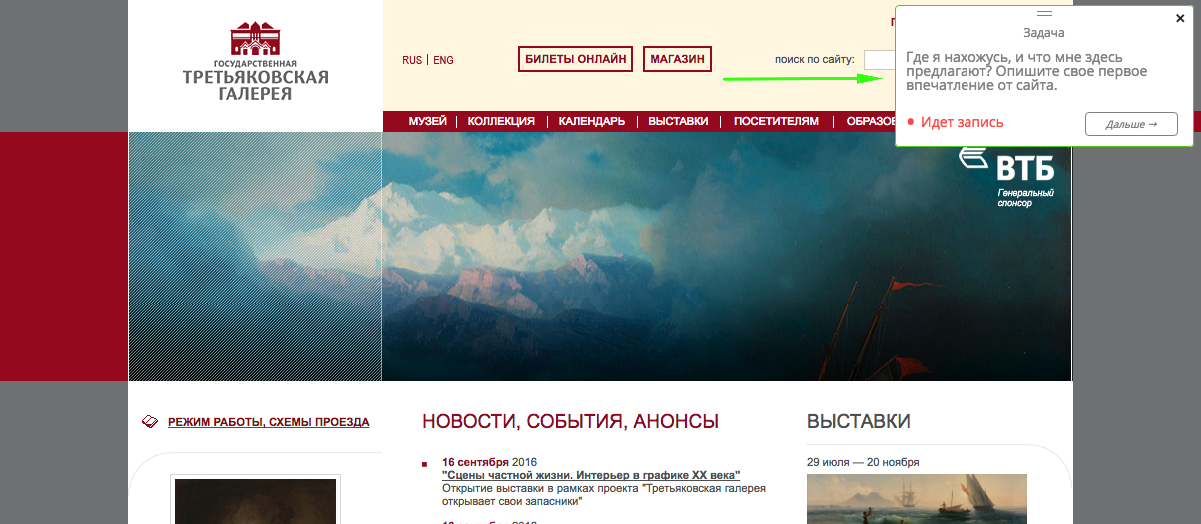 ГОСУДАРСТВЕННАЯ
ТРЕТЬЯКОВСКАЯ
ГАЛЕРЕЯ
RUS | ENG
БИЛЕТЫ ОНЛАЙН
МАГАЗИН
поиск по сайту:
Задача
Где я нахожусь, и что мне здесь
предлагают? Опишите свое первое
впечатление от сайта.
Идет запись
Дальше →
МУЗЕЙ | КОЛЛЕКЦИЯ | КАЛЕНДАРЬ | ВЫСТАВКИ | ПОСЕТИТЕЛЯМ | ОБРАЗОВ
ВТБ
Генеральный
спонсор
РЕЖИМ РАБОТЫ, СХЕМЫ ПРОЕЗДА
НОВОСТИ, СОБЫТИЯ, АНОНСЫ
16 сентября 2016
"Сцены частной жизни. Интерьер в графике XX века"
Открытие выставки в рамках проекта "Третьяковская галерея
открывает свои запасники"
ВЫСТАВКИ
29 июля — 20 ноября